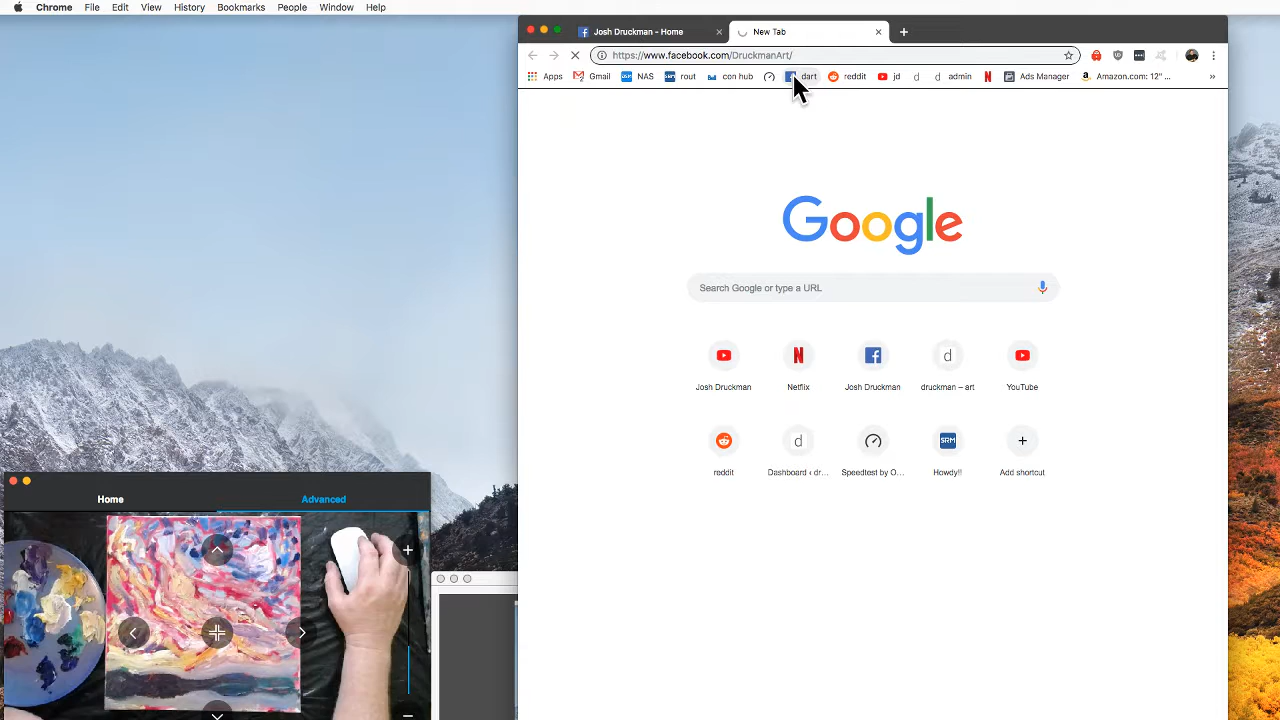 Chrome File Edit View History Bookmarks People Window Help
Josh Druckman - Home New Tab
https://www.facebook.com/DruckmanArt/
Apps Gmail NAS rout con hub dart reddit jd admin Ads Manager Amazon.com: 12" ... »
Google
Search Google or type a URL
Josh Druckman Netflix Josh Druckman druckman – art YouTube
reddit Dashboard ‹ dr... Speedtest by O... Howdy!! Add shortcut
Home Advanced